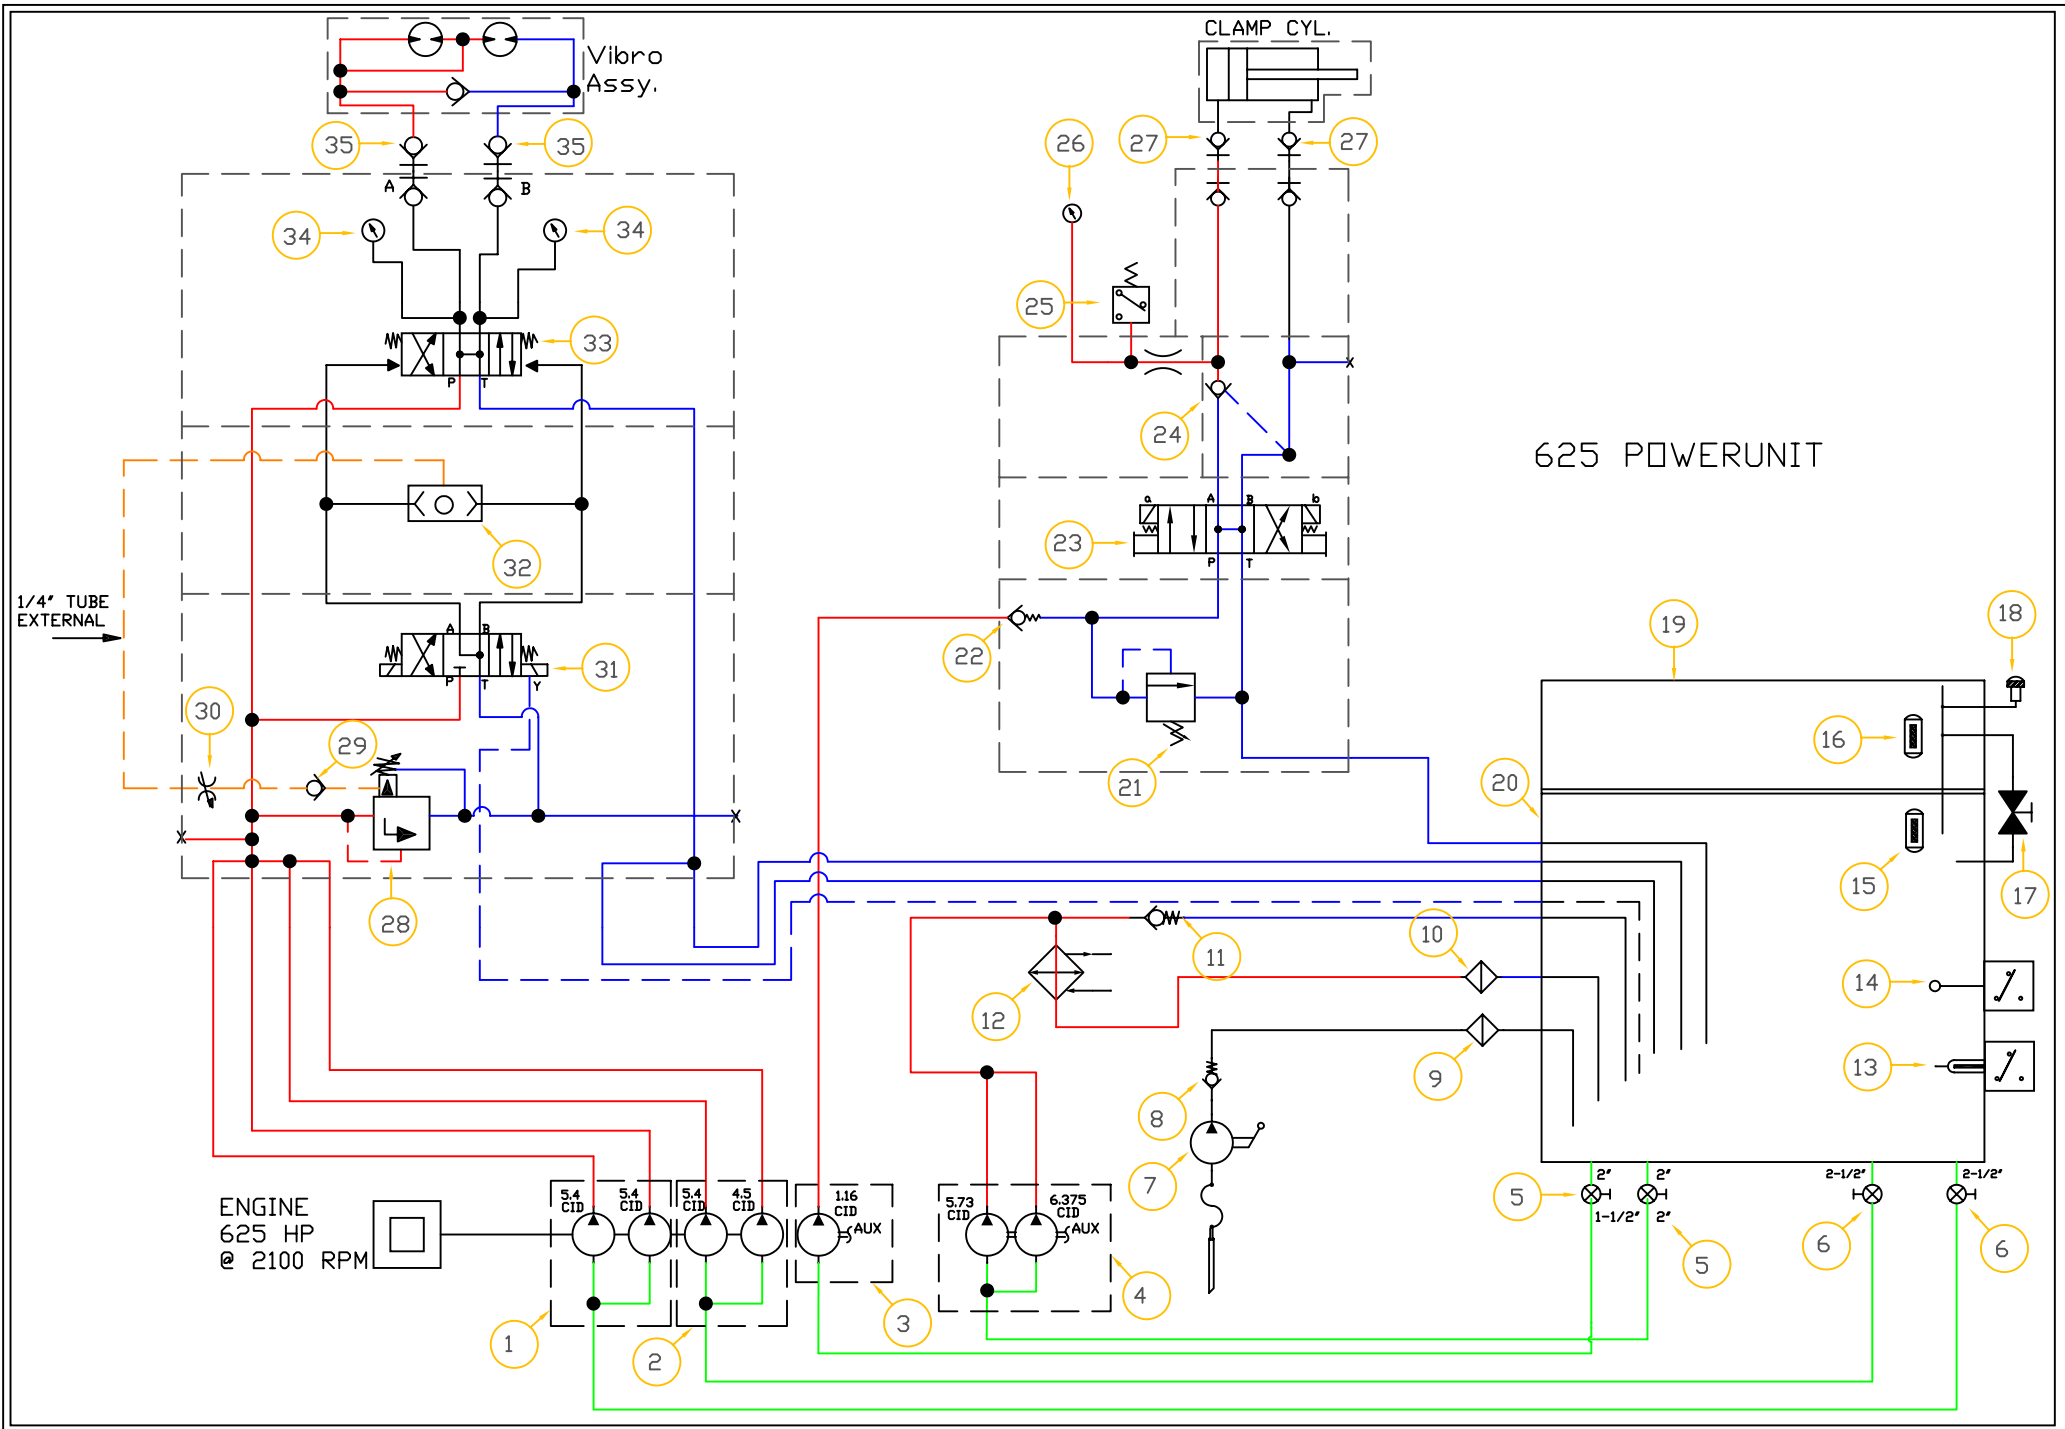 CLAMP CYL.
Vibro
Assy.
35
35
26
27
27
A
B
34
34
25
33
P
T
24
625 POWERUNIT
a
A
B
b
23
P
T
32
1/4" TUBE
EXTERNAL
19
18
A
B
22
31
P
T
Y
30
29
16
21
20
15
17
28
10
11
14
12
13
9
8
7
2"
2"
2-1/2"
2-1/2"
5
1-1/2"
2"
ENGINE
625 HP
@ 2100 RPM
5.4
CID
5.4
CID
5.4
CID
4.5
CID
1.16
CID
AUX
5.73
CID
6.375
CID
AUX
6
6
5
4
3
1
2